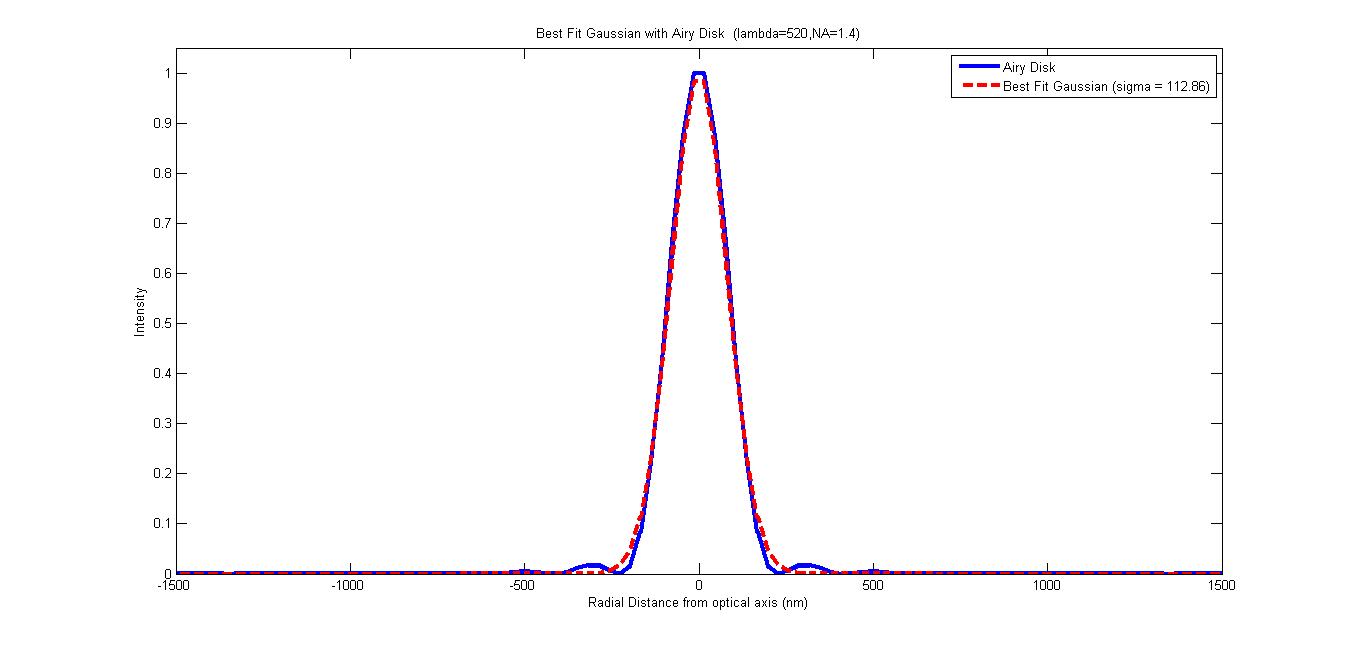 Best Fit Gaussian with Airy Disk (lambda=520,NA=1.4)
Airy Disk
Best Fit Gaussian (sigma = 112.86)
Intensity
1
0.9
0.8
0.7
0.6
0.5
0.4
0.3
0.2
0.1
0
-1500 -1000 -500 0 500 1000 1500
Radial Distance from optical axis (nm)